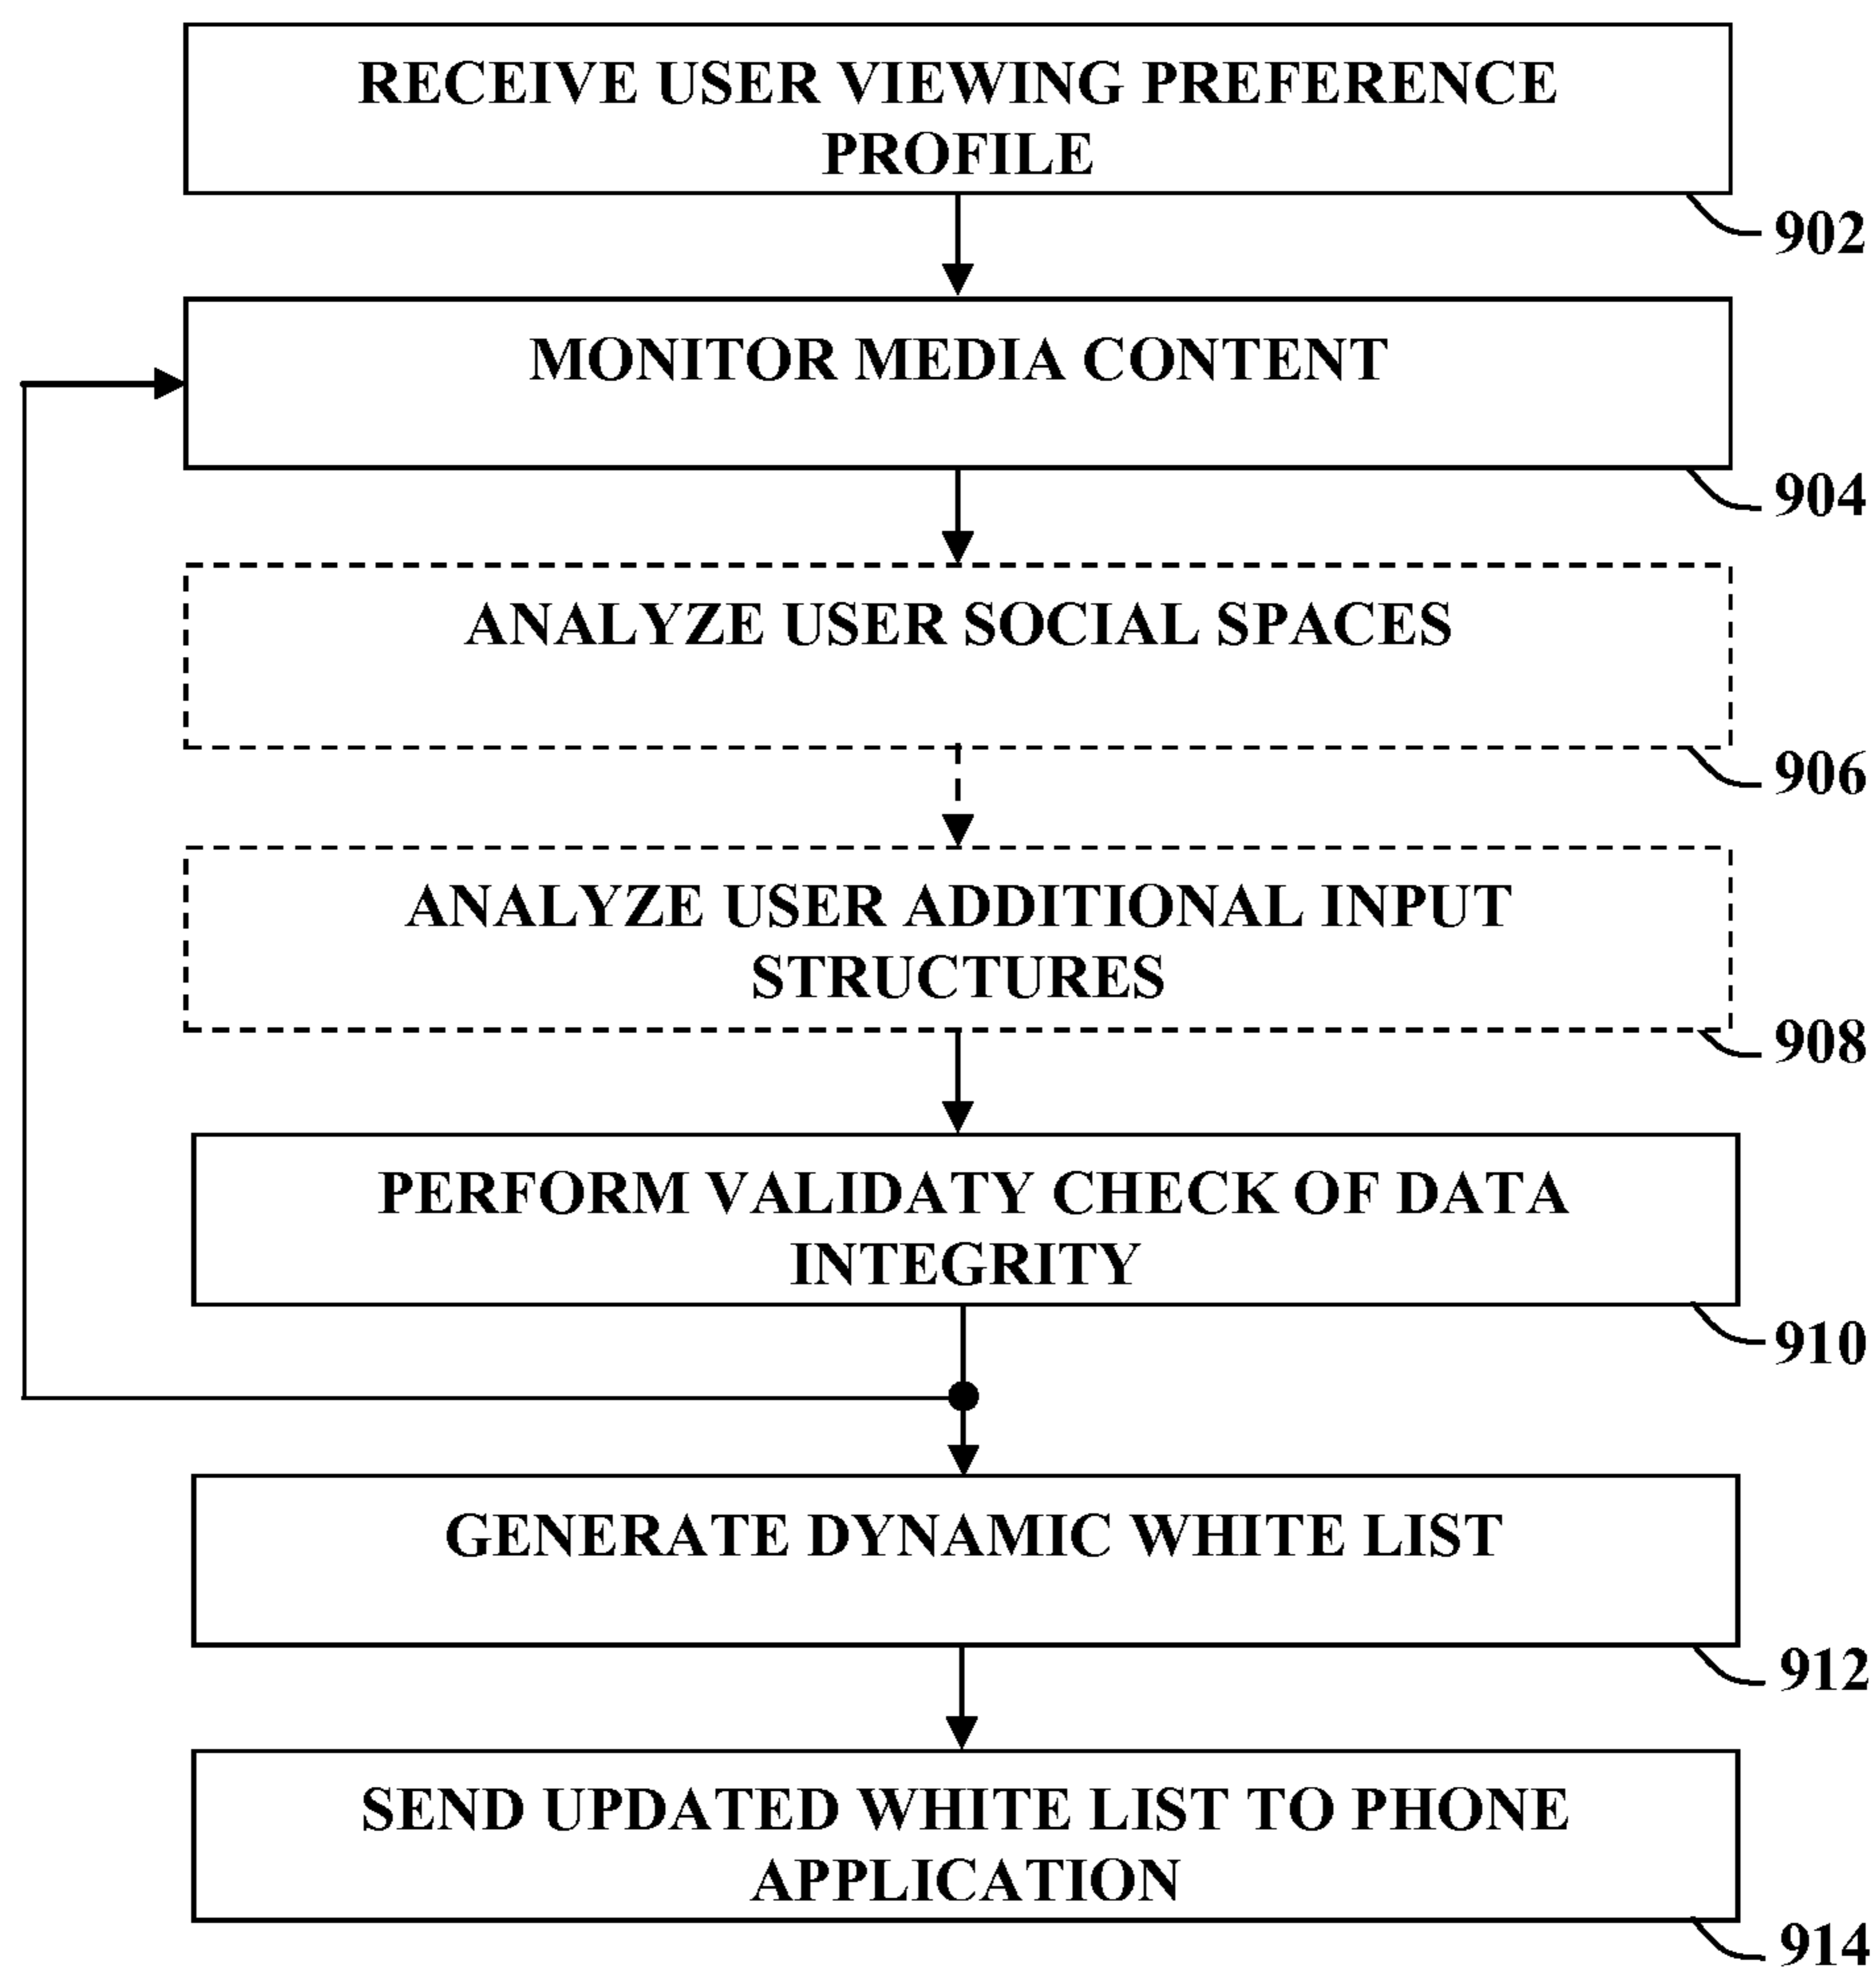 RECEIVE USER VIEWING PREFERENCE
PROFILE
902
MONITOR MEDIA CONTENT
904
ANALYZE USER SOCIAL SPACES
906
ANALYZE USER ADDITIONAL INPUT
STRUCTURES
908
PERFORM VALIDATY CHECK OF DATA
INTEGRITY
910
GENERATE DYNAMIC WHITE LIST
912
SEND UPDATED WHITE LIST TO PHONE
APPLICATION
914